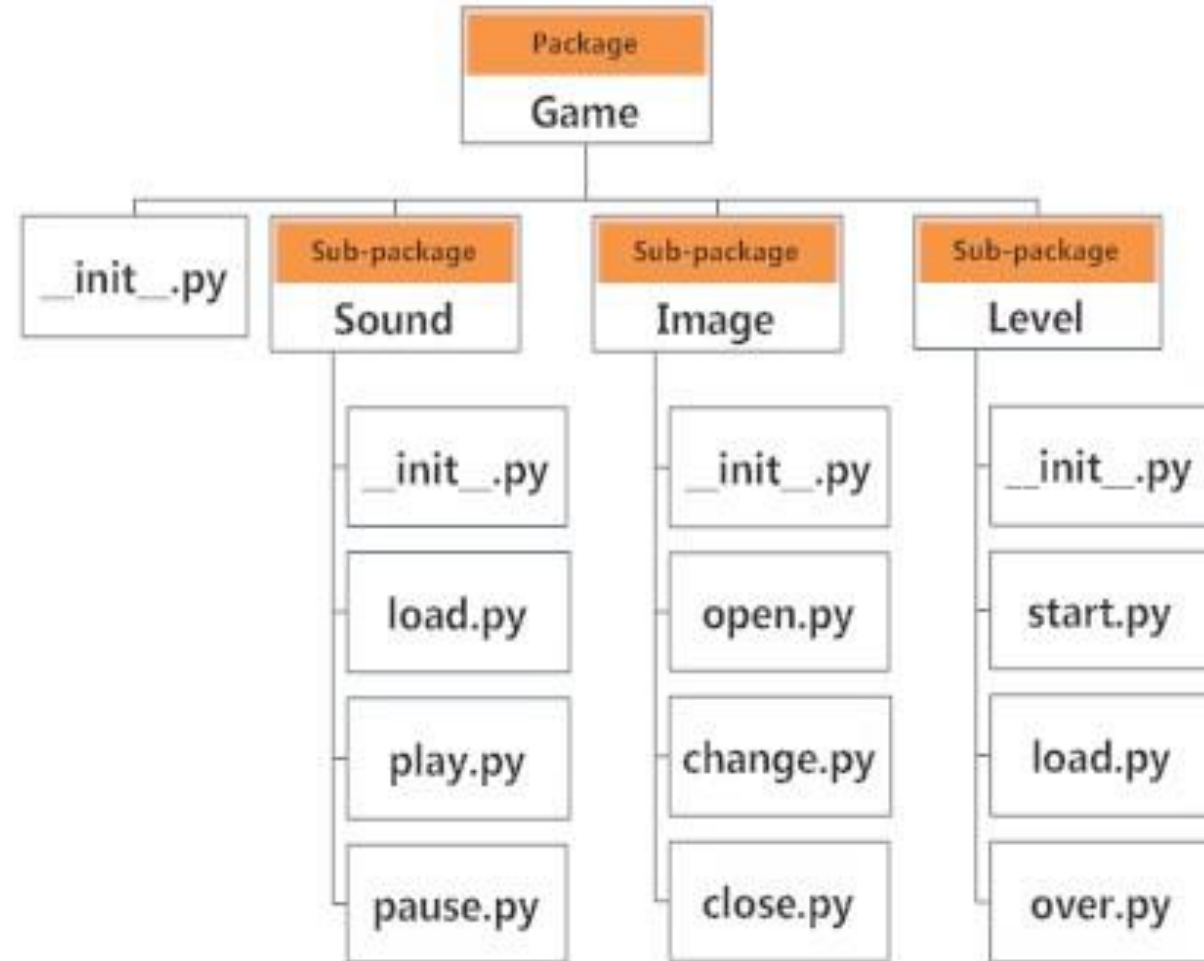 Package
Game
__init__.py
Sub-package
Sound
Sub-package
Image
Sub-package
Level
__init__.py
__init__.py
__init__.py
load.py
open.py
start.py
play.py
change.py
load.py
pause.py
close.py
over.py